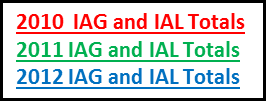 2010  IAG and IAL Totals
2011 IAG and IAL Totals
2012 IAG and IAL Totals